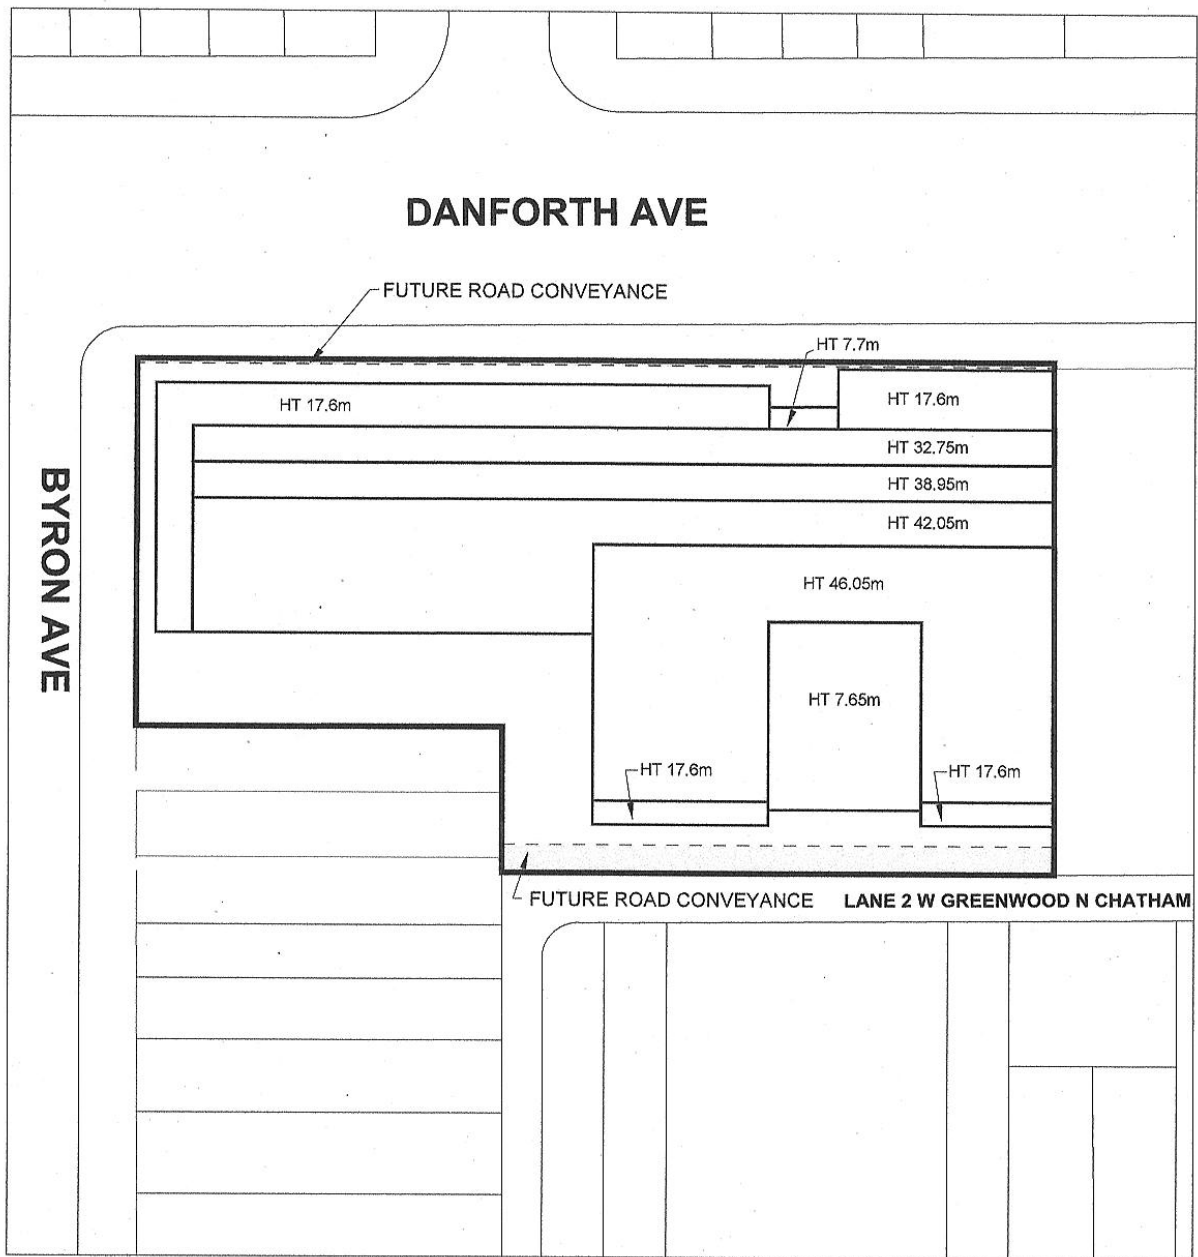 DANFORTH AVE
FUTURE ROAD CONVEYANCE
HT 7.7m
HT 17.6m
HT 17.6m
HT 32.75m
HT 38.95m
HT 42.05m
BYRON AVE
HT 46.05m
HT 7.65m
HT 17.6m
HT 17.6m
FUTURE ROAD CONVEYANCE
LANE 2 W GREENWOOD N CHATHAM